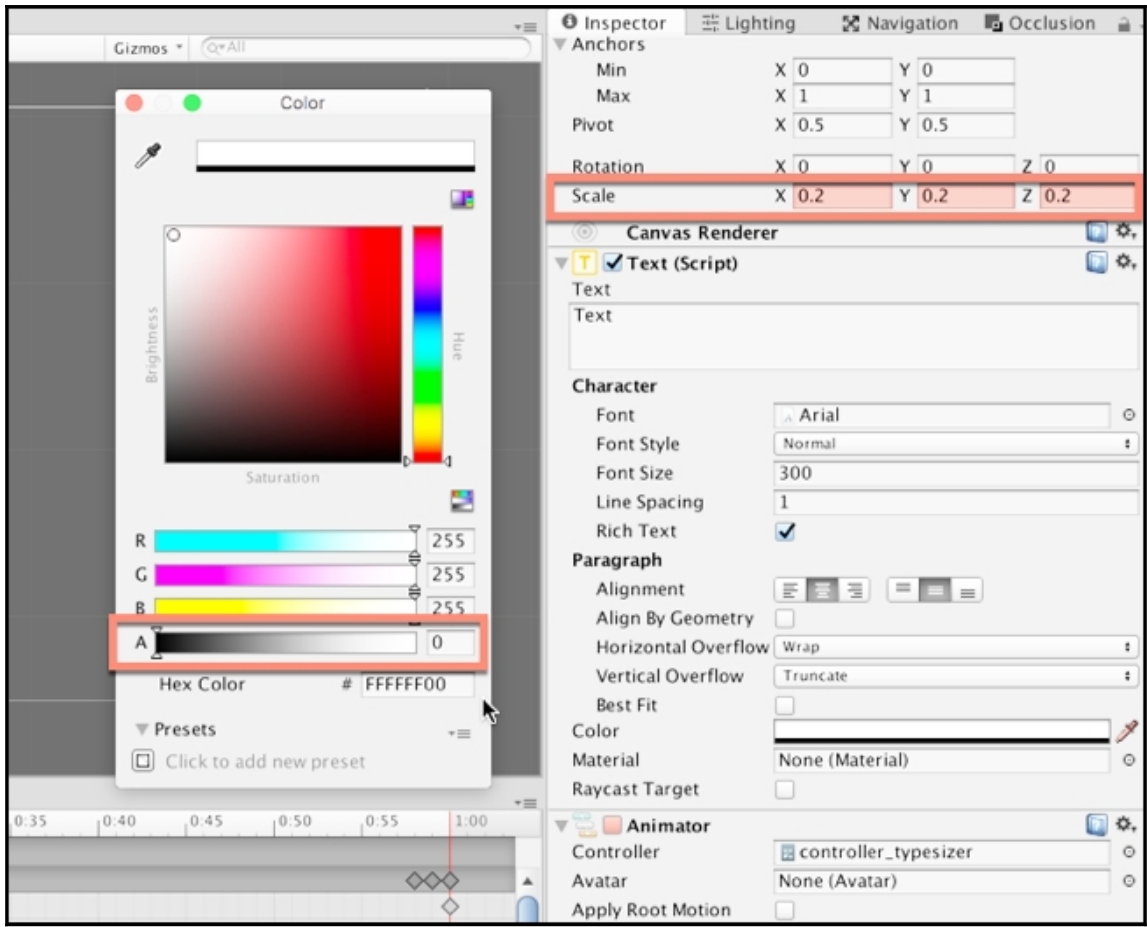 Inspector Lighting Navigation Occlusion
Gizmos All
Anchors
Min X 0 Y 0
Max X 1 Y 1
Pivot X 0.5 Y 0.5
Rotation X 0 Y 0 Z 0
Scale X 0.2 Y 0.2 Z 0.2
Canvas Renderer
Text (Script)
Text
Text
Character
Font Arial
Font Style Normal
Font Size 300
Line Spacing 1
Rich Text
Paragraph
Alignment
Align By Geometry
Horizontal Overflow Wrap
Vertical Overflow Truncate
Best Fit
Color
Material None (Material)
Raycast Target
Animator
Controller controller_typesizer
Avatar None (Avatar)
Apply Root Motion
Color
Brightness
Hue
Saturation
R 255
G 255
B 255
A 0
Hex Color # FFFFFF00
Presets
Click to add new preset
0:35 0:40 0:45 0:50 0:55 1:00